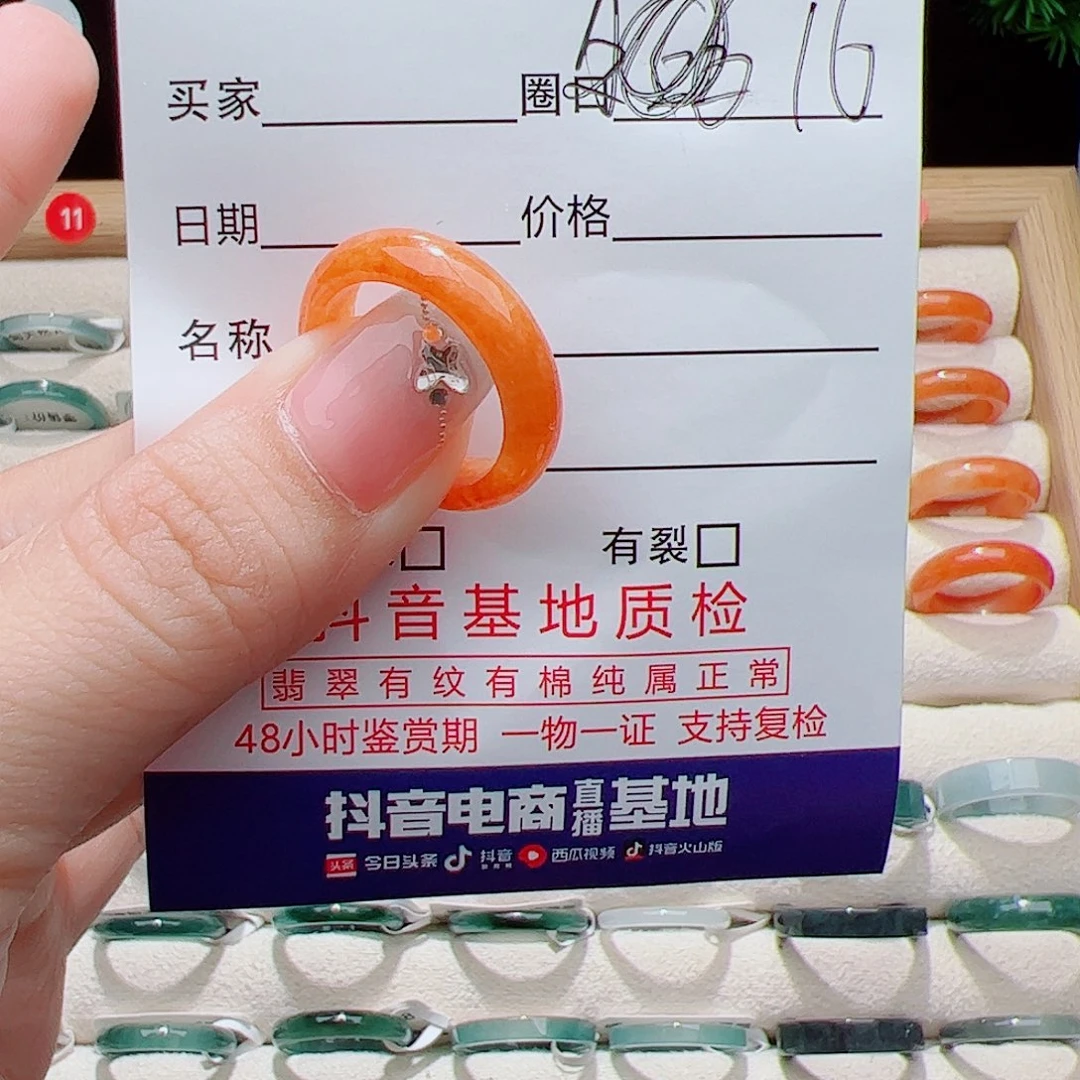 买家 圈口 16
11
日期 价格
名称
有裂
抖音基地质检
翡翠有纹有棉纯属正常
48小时鉴赏期 一物一证 支持复检
抖音电商直播基地
头条 今日头条 抖音 西瓜视频 抖音火山版